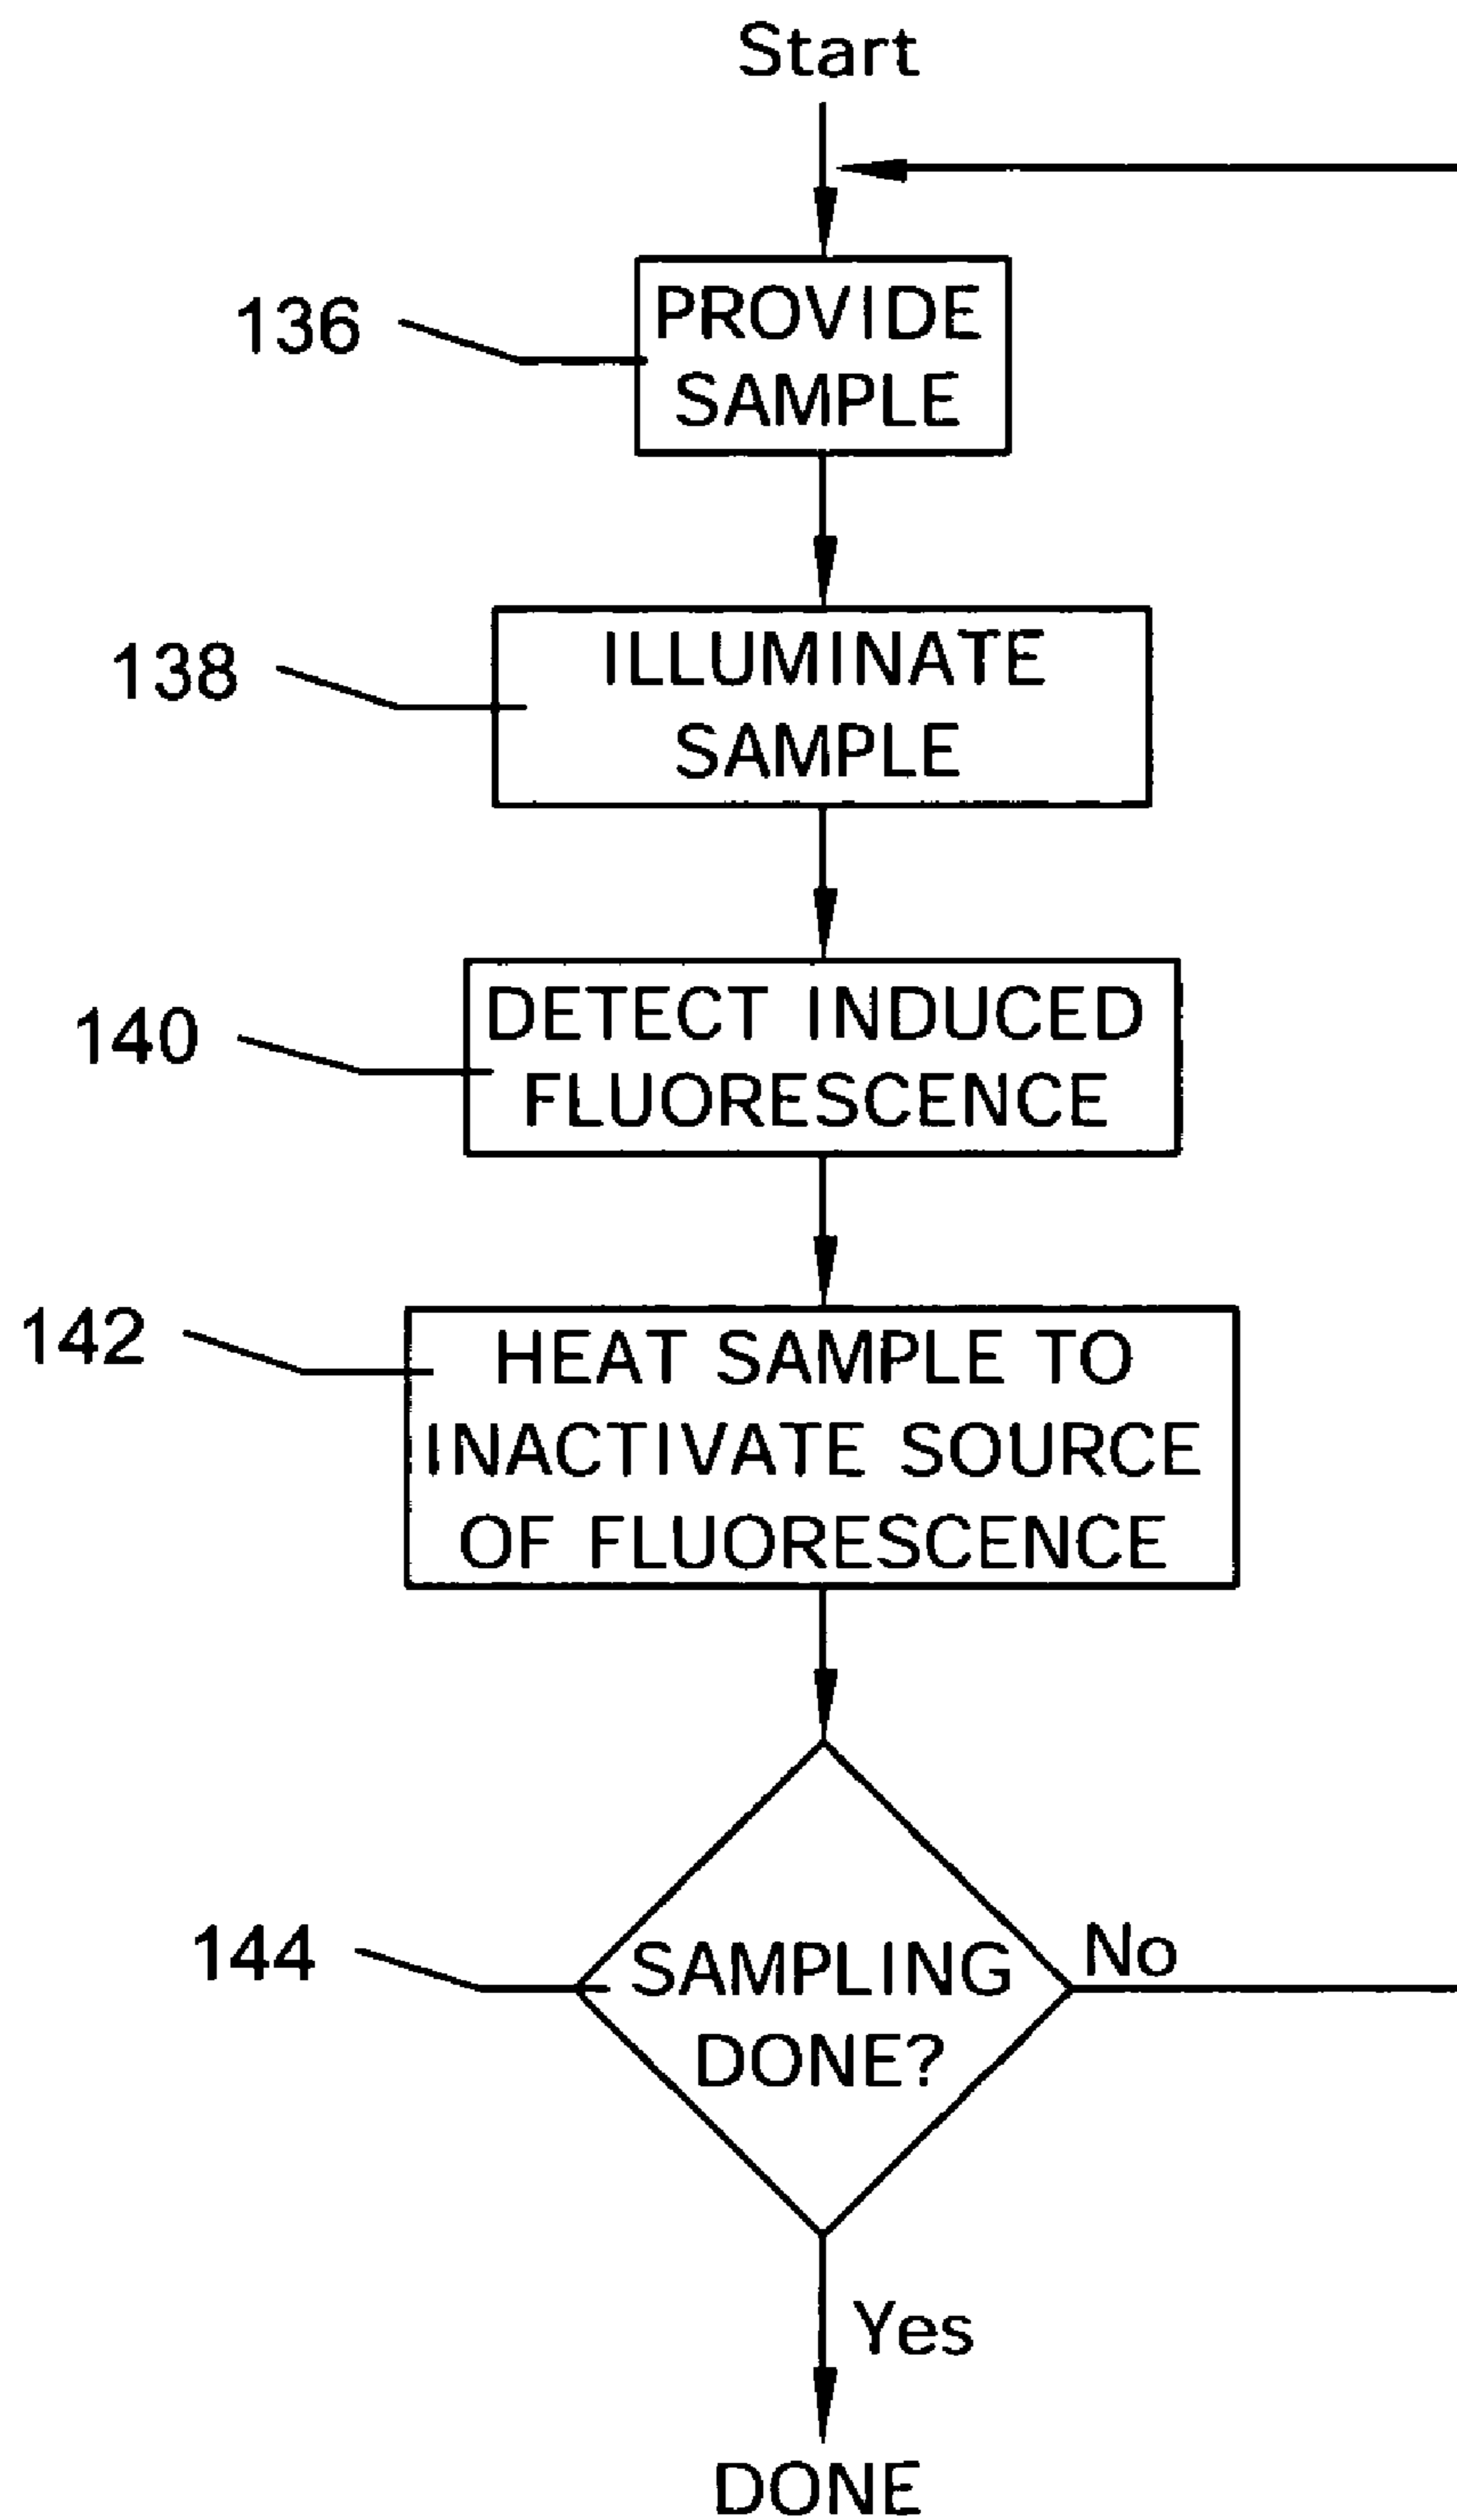 Start
136
PROVIDE
SAMPLE
138
ILLUMINATE
SAMPLE
140
DETECT INDUCED
FLUORESCENCE
142
HEAT SAMPLE TO
INACTIVATE SOURCE
OF FLUORESCENCE
144
SAMPLING
DONE?
No
Yes
DONE